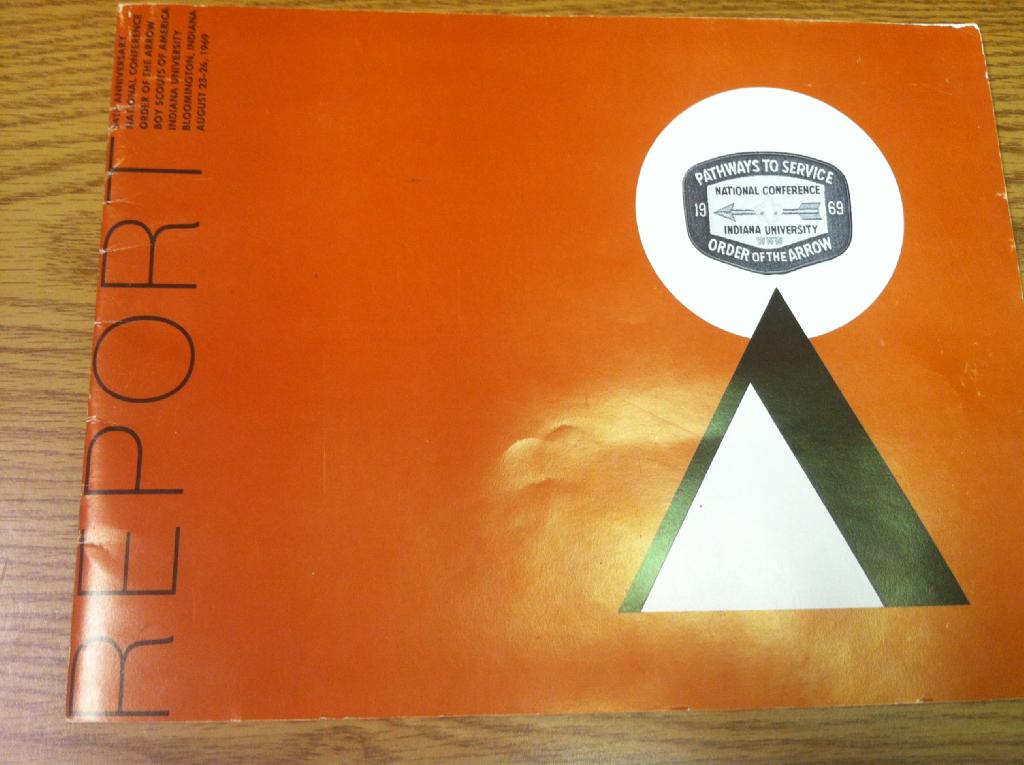 54TH ANNIVERSARY
NATIONAL CONFERENCE
ORDER OF THE ARROW
BOY SCOUTS OF AMERICA
INDIANA UNIVERSITY
BLOOMINGTON, INDIANA
AUGUST 23-26, 1969
REPORT
PATHWAYS TO SERVICE
NATIONAL CONFERENCE
19 69
INDIANA UNIVERSITY
WWW
ORDER OF THE ARROW